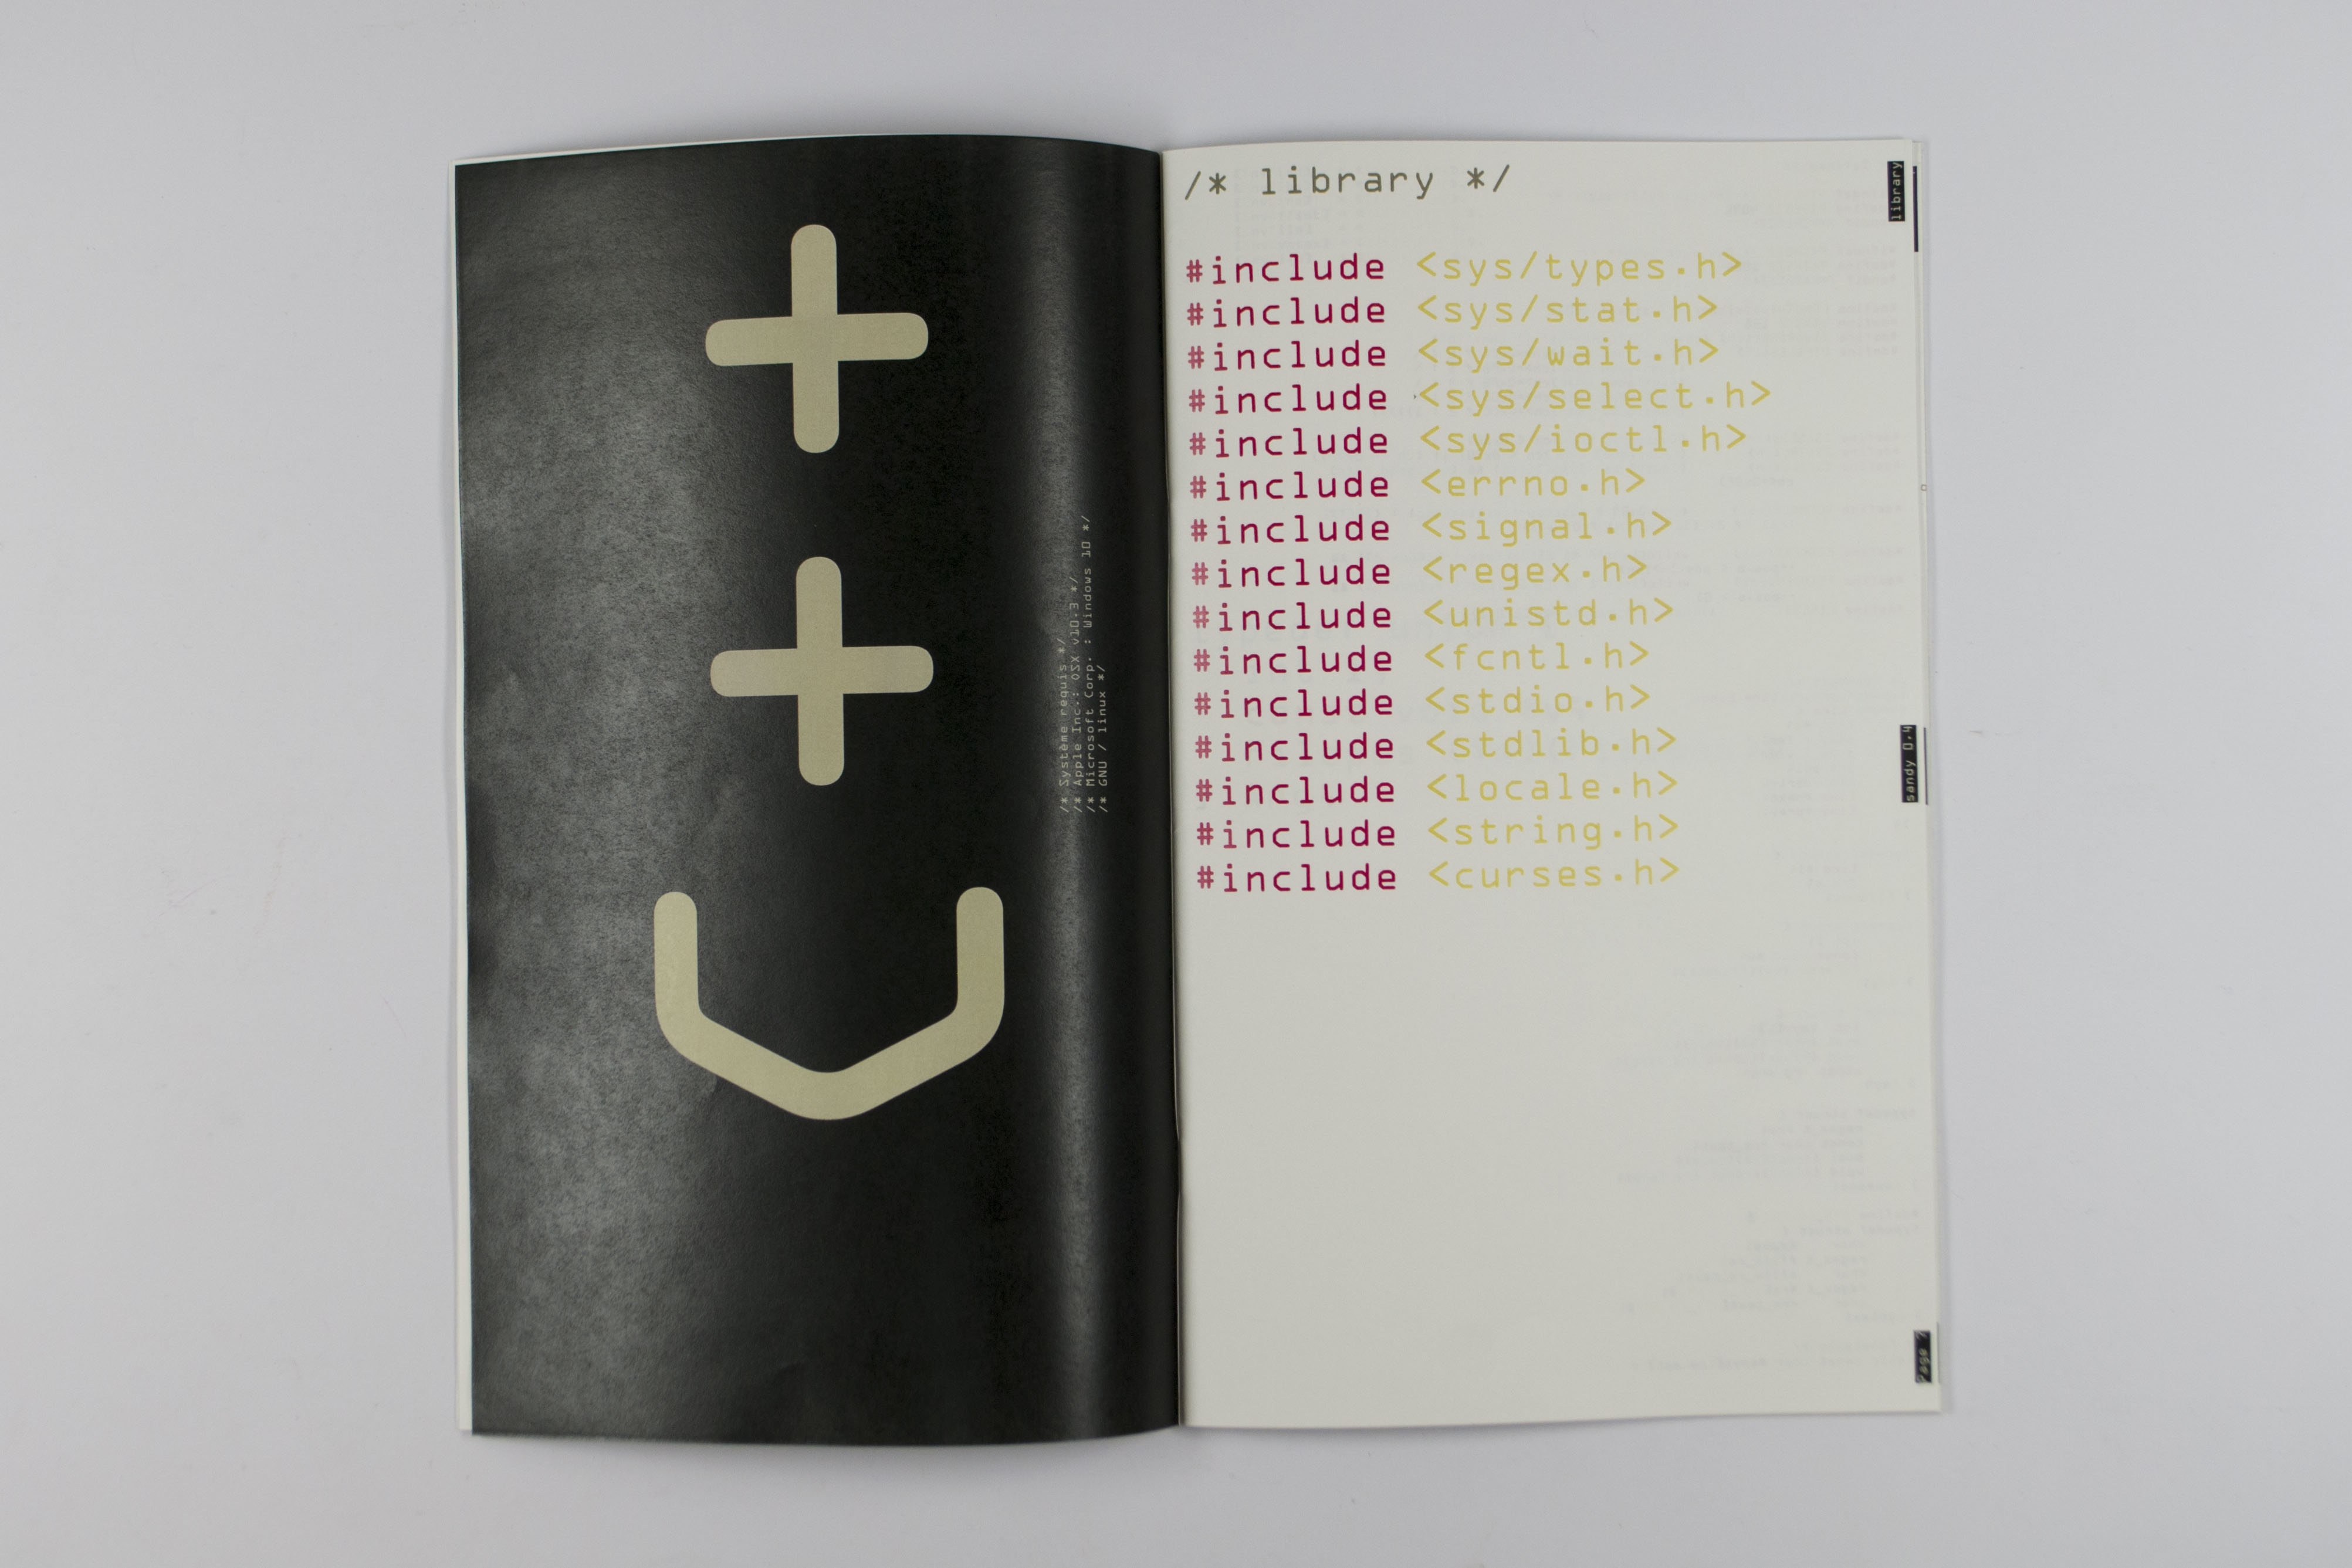 C++
/* Système requis */
/* Apple Inc. : OSX v10.3 */
/* Microsoft Corp. : Windows 10 */
/* GNU / linux */
/* library */
#include <sys/types.h>
#include <sys/stat.h>
#include <sys/wait.h>
#include <sys/select.h>
#include <sys/ioctl.h>
#include <errno.h>
#include <signal.h>
#include <regex.h>
#include <unistd.h>
#include <fcntl.h>
#include <stdio.h>
#include <stdlib.h>
#include <locale.h>
#include <string.h>
#include <curses.h>
library
sandy 0.4
Page 7